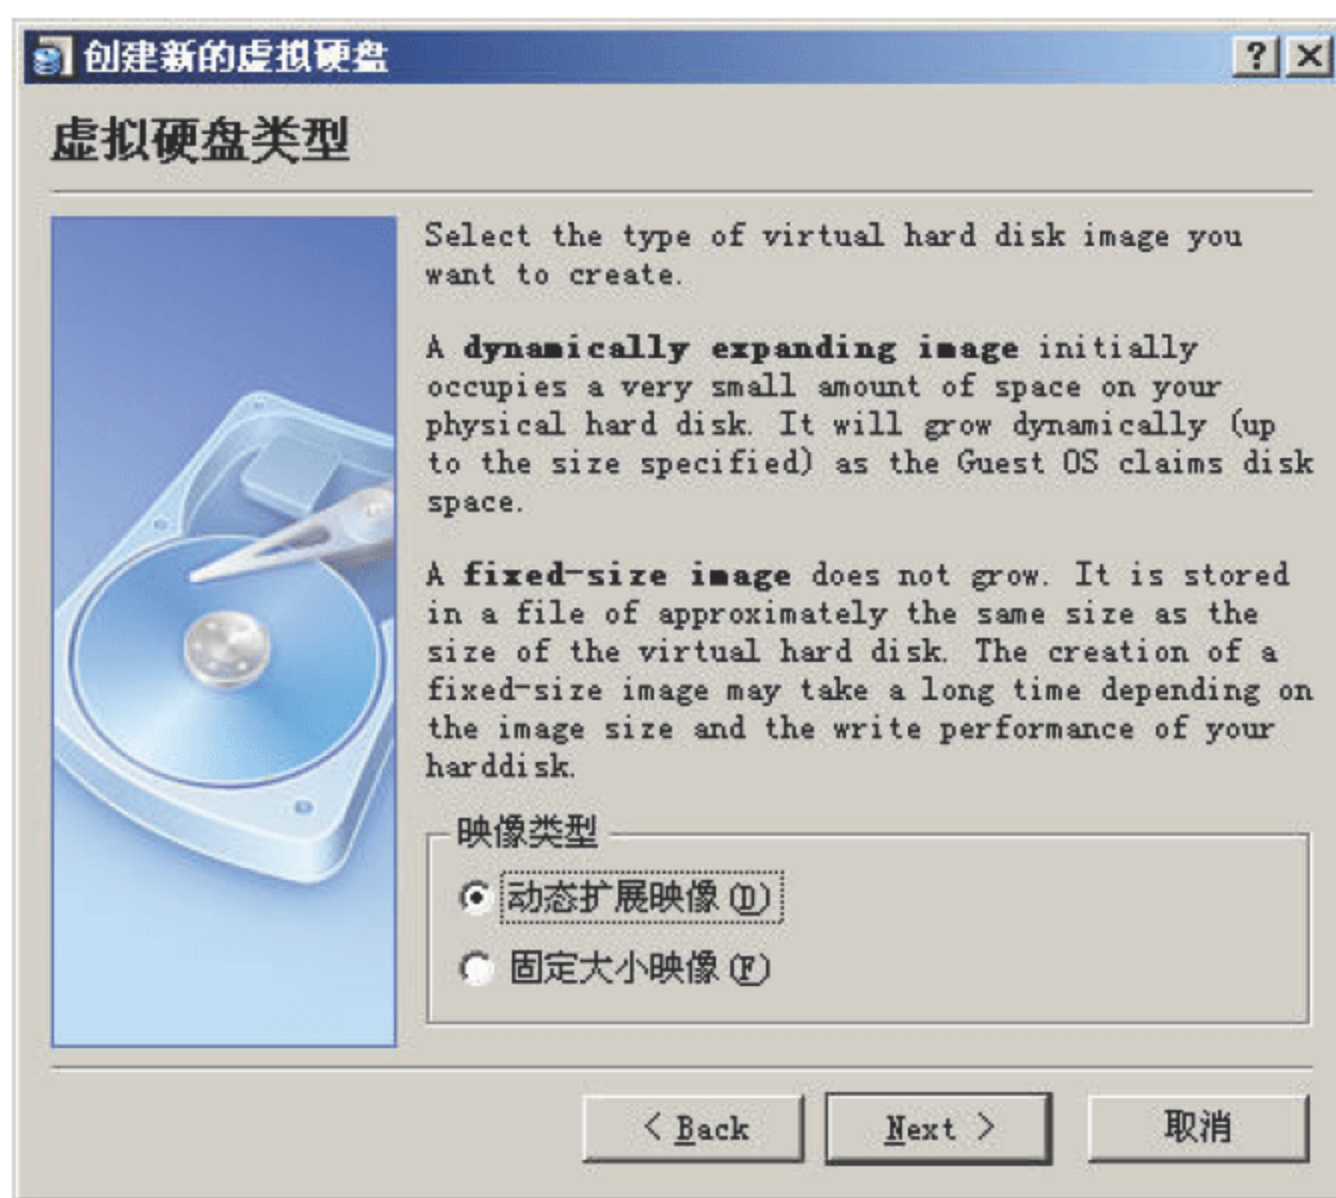 创建新的虚拟硬盘
虚拟硬盘类型
Select the type of virtual hard disk image you
want to create.
A dynamically expanding image initially
occupies a very small amount of space on your
physical hard disk. It will grow dynamically (up
to the size specified) as the Guest OS claims disk
space.
A fixed-size image does not grow. It is stored
in a file of approximately the same size as the
size of the virtual hard disk. The creation of a
fixed-size image may take a long time depending on
the image size and the write performance of your
harddisk.
映像类型
动态扩展映像(D)
固定大小映像(F)
< Back Next > 取消